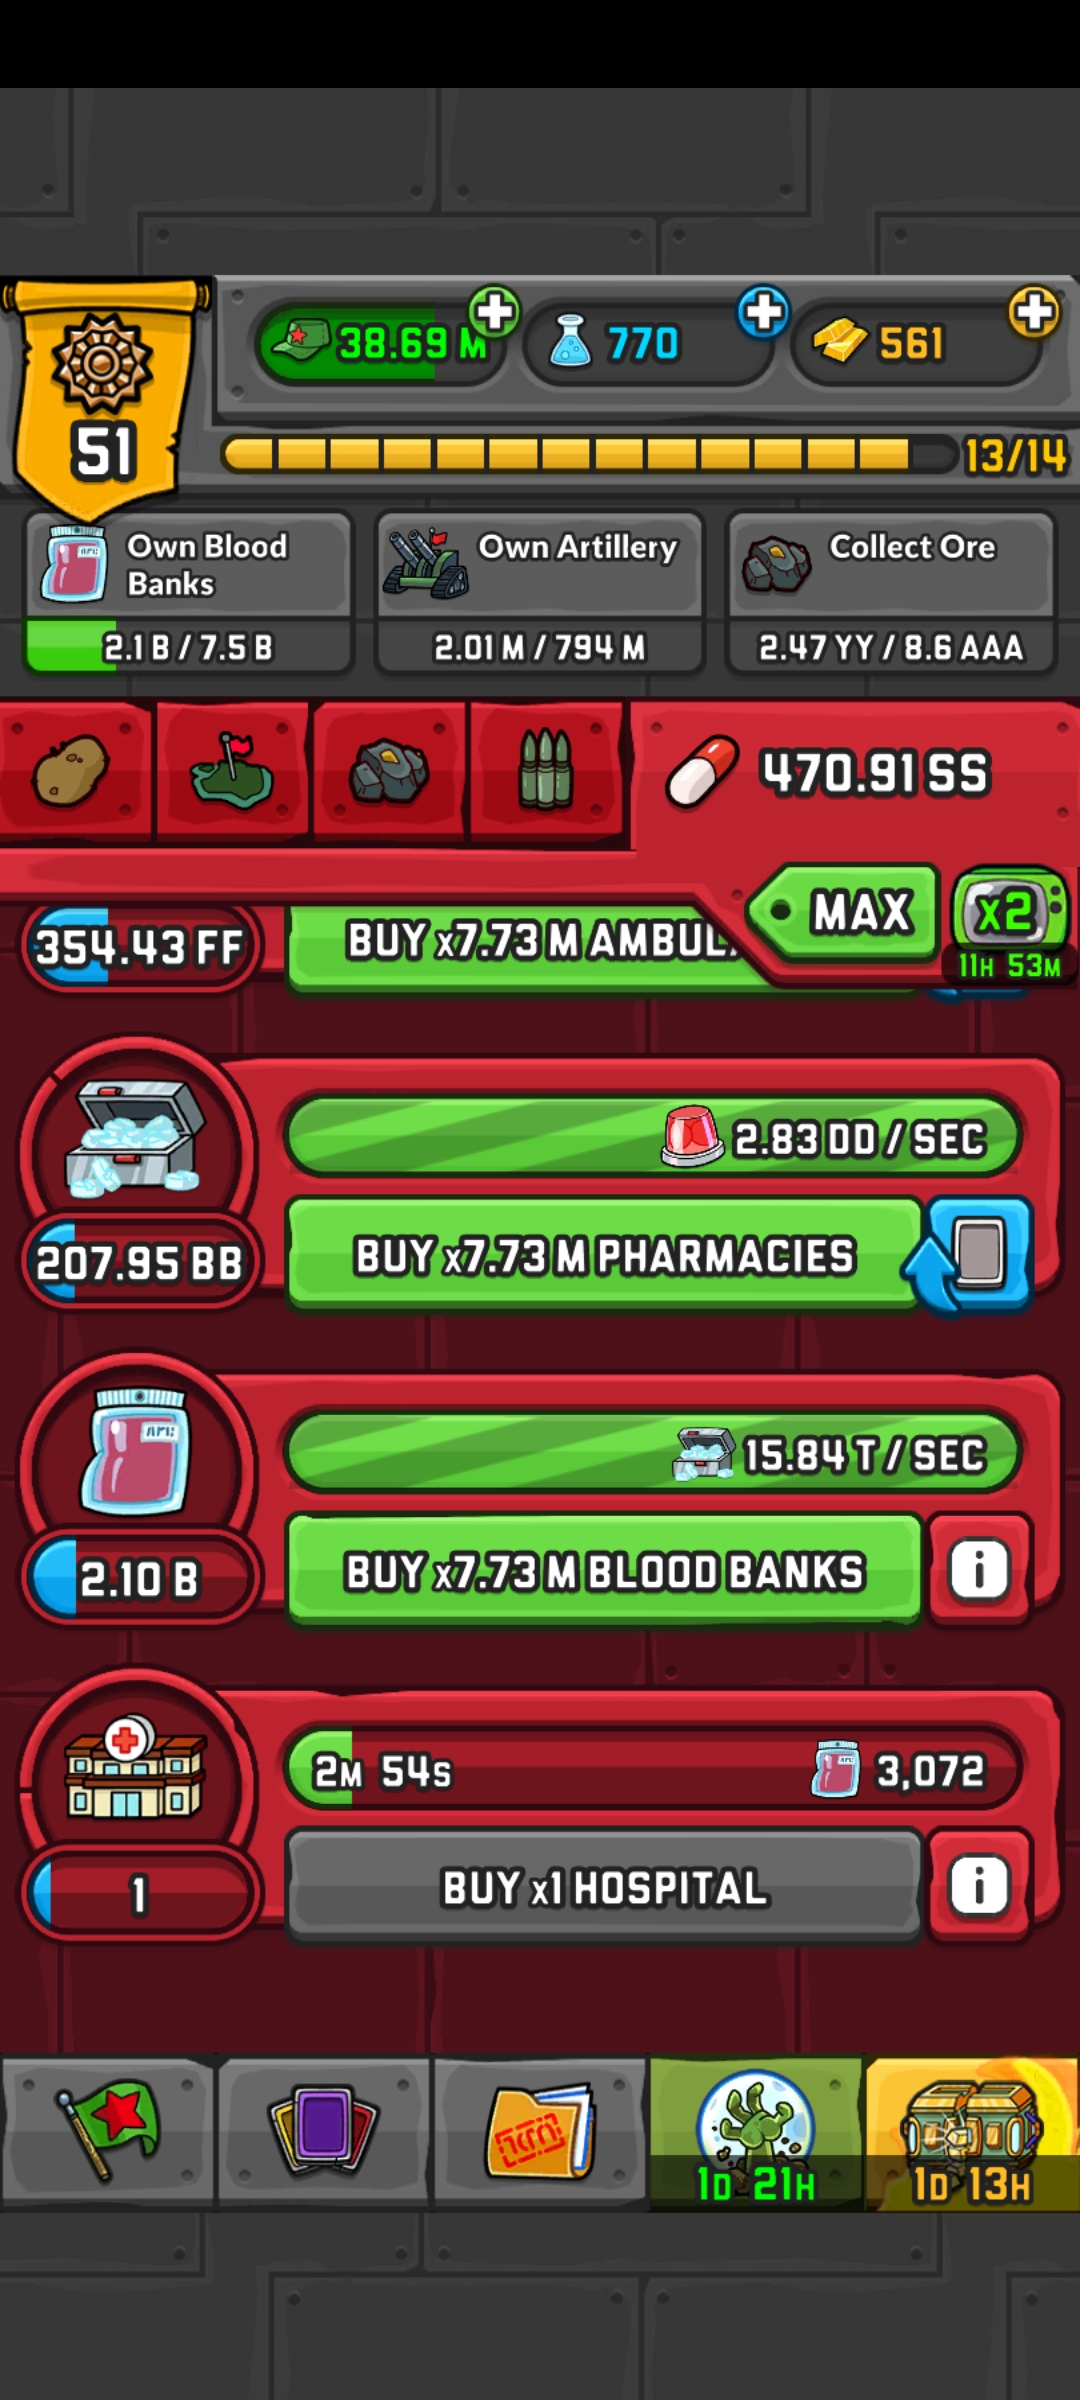 38.69 M
770
561
51
13/14
Own Blood
Banks
2.1 B / 7.5 B
Own Artillery
2.01 M / 794 M
Collect Ore
2.47 YY / 8.6 AAA
470.91 SS
MAX
x2
11H 53M
354.43 FF
BUY x7.73 M AMBUL
2.83 DD / SEC
207.95 BB
BUY x7.73 M PHARMACIES
15.84 T / SEC
2.10 B
BUY x7.73 M BLOOD BANKS
i
2M 54S
3,072
1
BUY x1 HOSPITAL
i
1D 21H
1D 13H